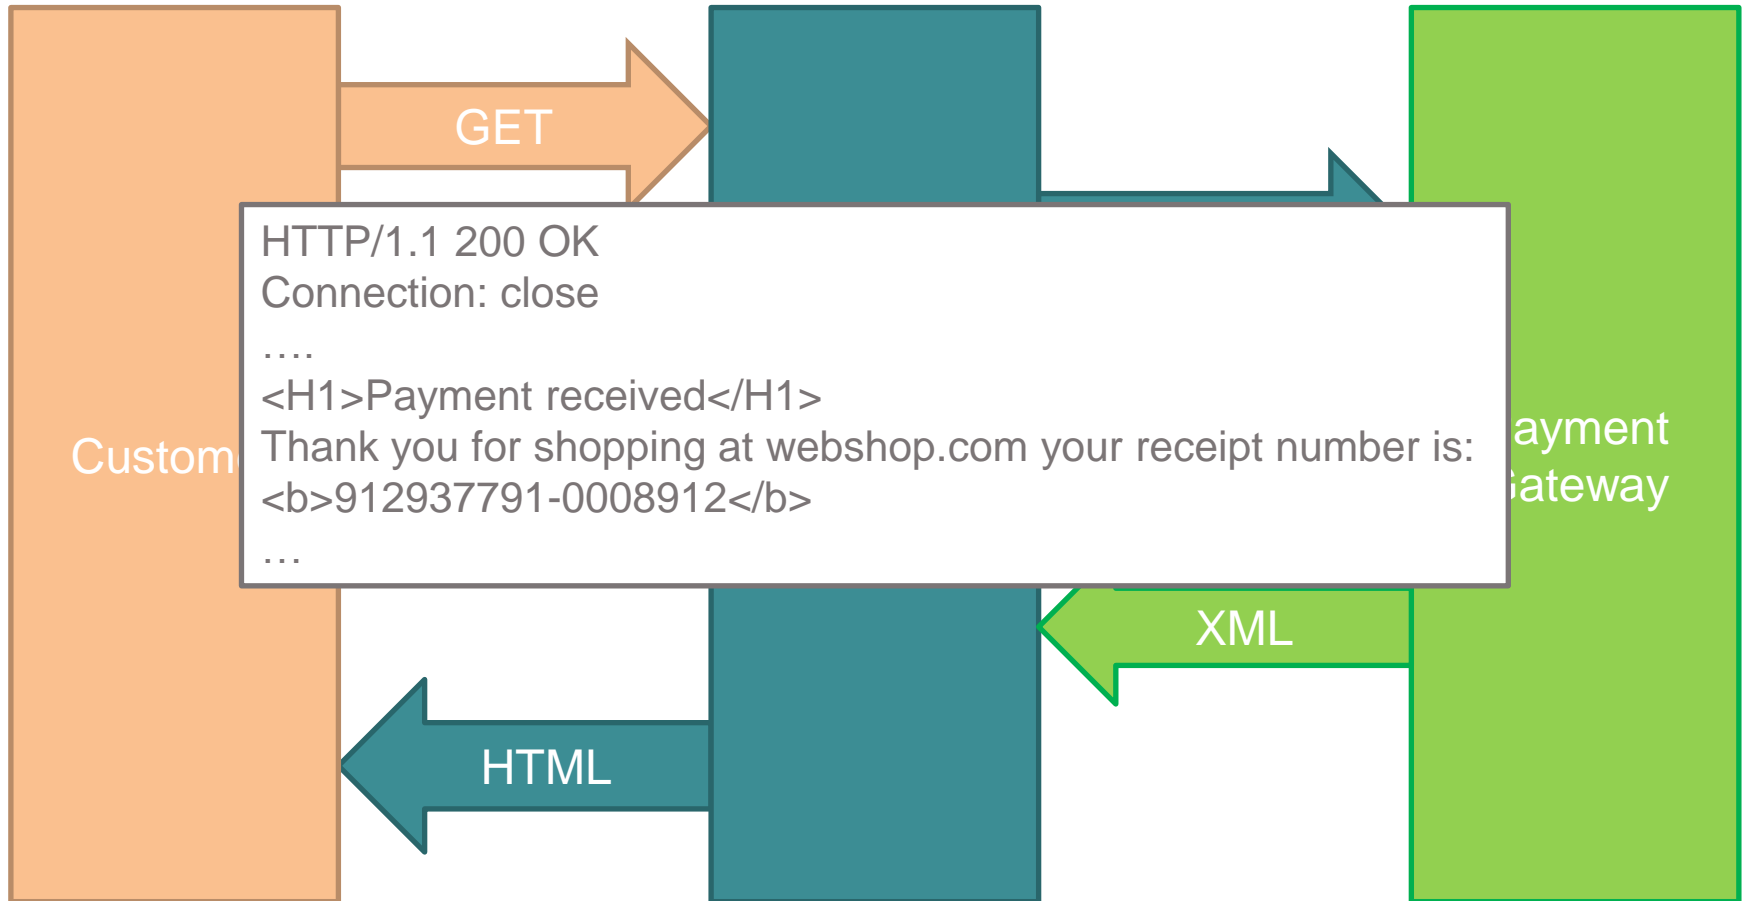 GET
HTTP/1.1 200 OK
Connection: close
….
<H1>Payment received</H1>
Thank you for shopping at webshop.com your receipt number is:
<b>912937791-0008912</b>
…
Custom
ayment
ateway
XML
HTML